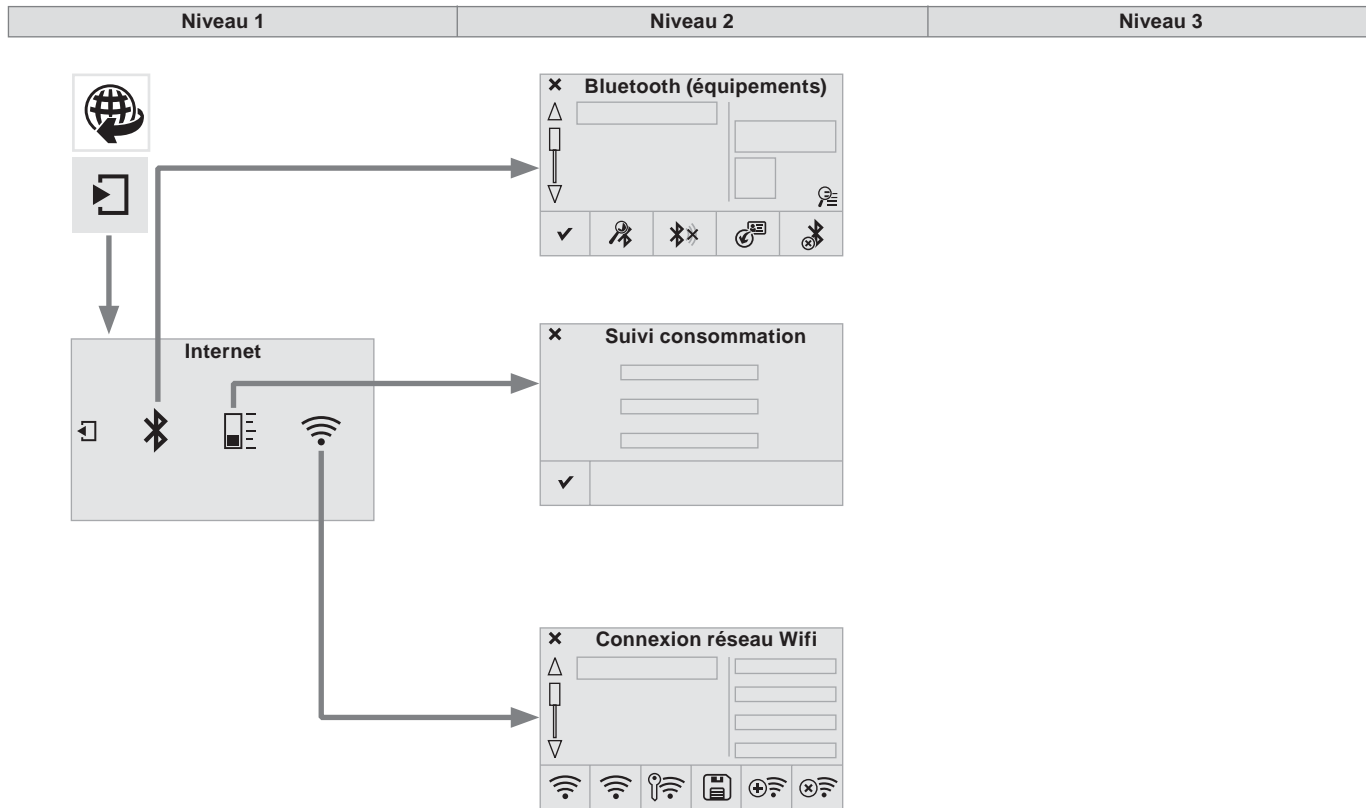 Niveau 1
Niveau 2
Niveau 3
Bluetooth (équipements)
Internet
Suivi consommation
Connexion réseau Wifi